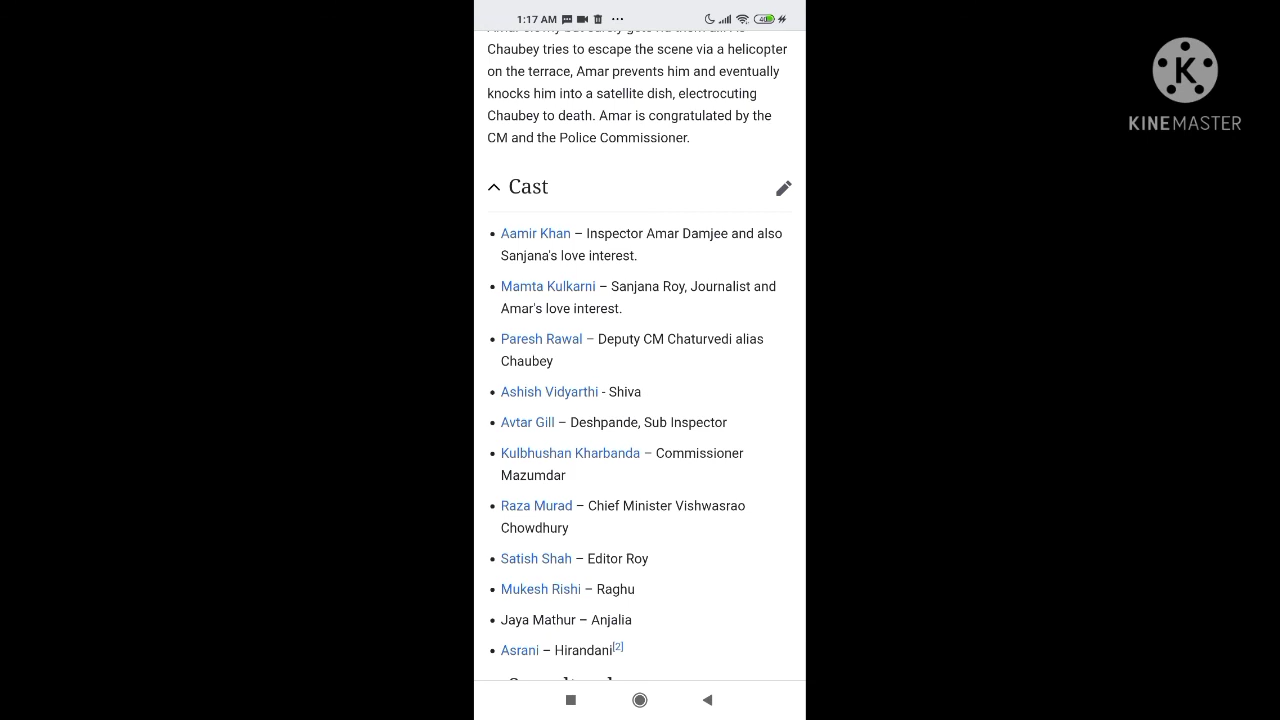 1:17 AM
40
Chaubey tries to escape the scene via a helicopter
on the terrace, Amar prevents him and eventually
knocks him into a satellite dish, electrocuting
Chaubey to death. Amar is congratulated by the
CM and the Police Commissioner.
Cast
• Aamir Khan – Inspector Amar Damjee and also
Sanjana's love interest.
• Mamta Kulkarni – Sanjana Roy, Journalist and
Amar's love interest.
• Paresh Rawal – Deputy CM Chaturvedi alias
Chaubey
• Ashish Vidyarthi - Shiva
• Avtar Gill – Deshpande, Sub Inspector
• Kulbhushan Kharbanda – Commissioner
Mazumdar
• Raza Murad – Chief Minister Vishwasrao
Chowdhury
• Satish Shah – Editor Roy
• Mukesh Rishi – Raghu
• Jaya Mathur – Anjalia
• Asrani – Hirandani[2]
K
KINEMASTER